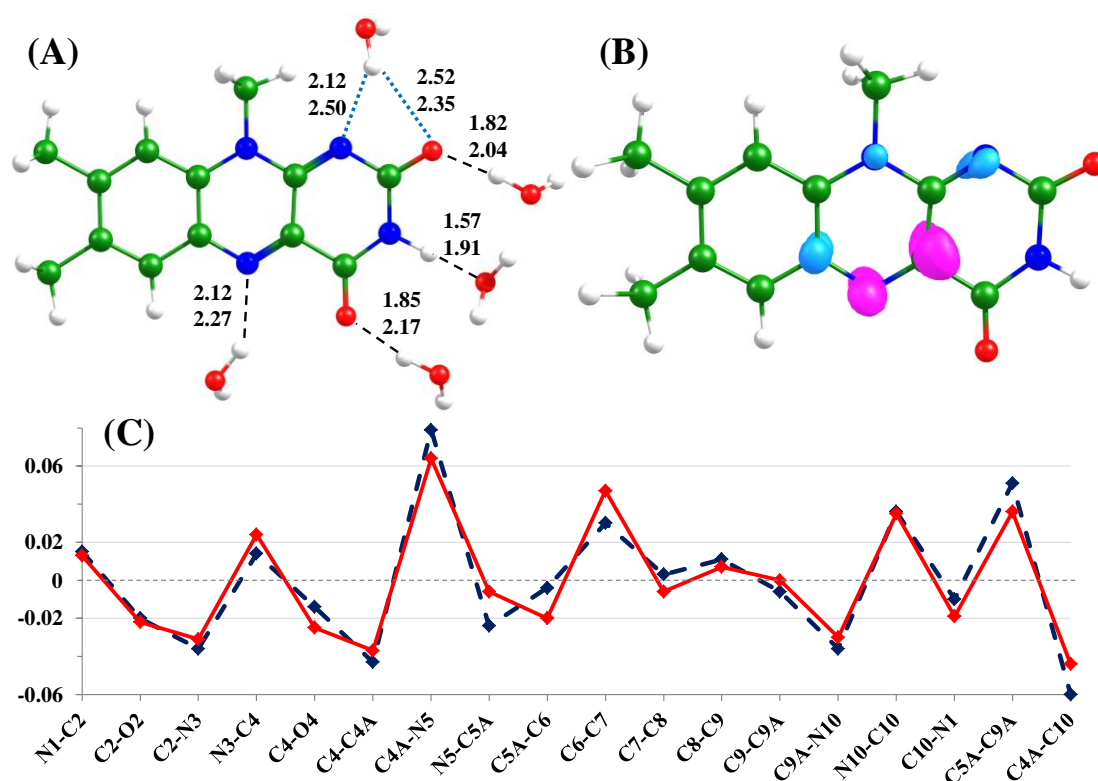 (A)
2.12
2.50
2.52
2.35
1.82
2.04
1.57
1.91
1.85
2.17
2.12
2.27
(B)
(C)
0.06
0.02
0
-0.02
-0.06
N1-C2
C2-O2
C2-N3
N3-C4
C4-O4
C4-C4A
C4A-N5
N5-C5A
C5A-C6
C6-C7
C7-C8
C8-C9
C9-C9A
C9A-N10
N10-C10
C10-N1
C5A-C9A
C4A-C10